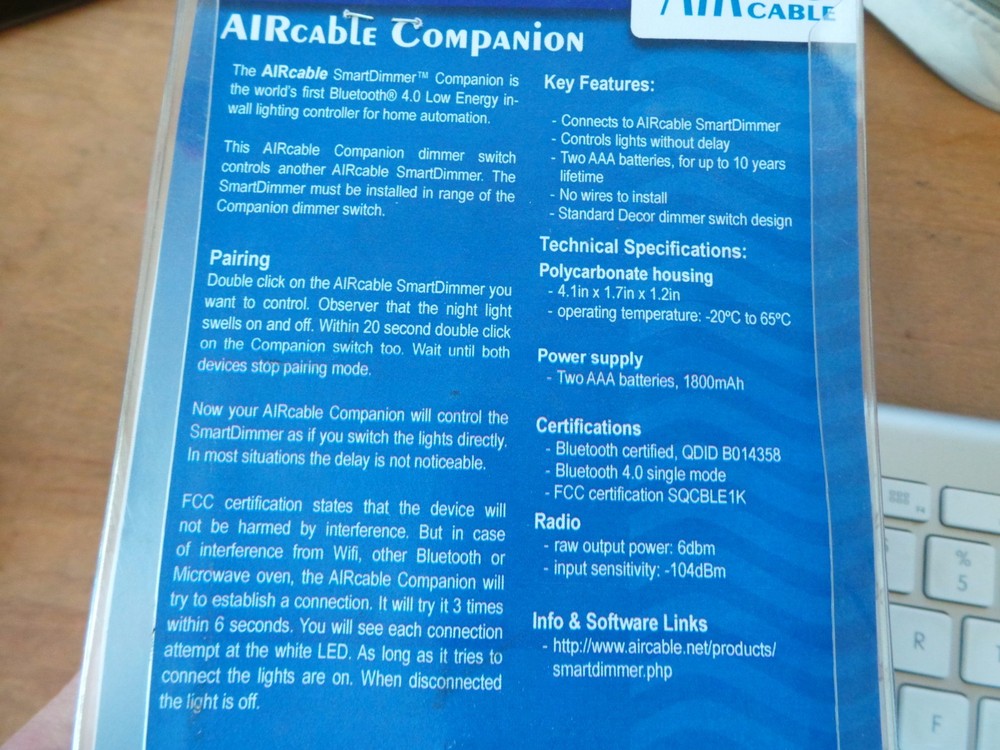 AIRcable Companion
CABLE
The AIRcable SmartDimmer™ Companion is
the world's first Bluetooth® 4.0 Low Energy in-
wall lighting controller for home automation.
This AIRcable Companion dimmer switch
controls another AIRcable SmartDimmer. The
SmartDimmer must be installed in range of the
Companion dimmer switch.
Pairing
Double click on the AIRcable SmartDimmer you
want to control. Observer that the night light
swells on and off. Within 20 second double click
on the Companion switch too. Wait until both
devices stop pairing mode.
Now your AIRcable Companion will control the
SmartDimmer as if you switch the lights directly.
In most situations the delay is not noticeable.
FCC certification states that the device will
not be harmed by interference. But in case
of interference from Wifi, other Bluetooth or
Microwave oven, the AIRcable Companion will
try to establish a connection. It will try it 3 times
within 6 seconds. You will see each connection
attempt at the white LED. As long as it tries to
connect the lights are on. When disconnected
the light is off.
Key Features:
- Connects to AIRcable SmartDimmer
- Controls lights without delay
- Two AAA batteries, for up to 10 years
lifetime
- No wires to install
- Standard Decor dimmer switch design
Technical Specifications:
Polycarbonate housing
- 4.1in x 1.7in x 1.2in
- operating temperature: -20ºC to 65ºC
Power supply
- Two AAA batteries, 1800mAh
Certifications
- Bluetooth certified, QDID B014358
- Bluetooth 4.0 single mode
- FCC certification SQCBLE1K
Radio
- raw output power: 6dbm
- input sensitivity: -104dBm
Info & Software Links
- http://www.aircable.net/products/
smartdimmer.php
F4
%
5
R
F